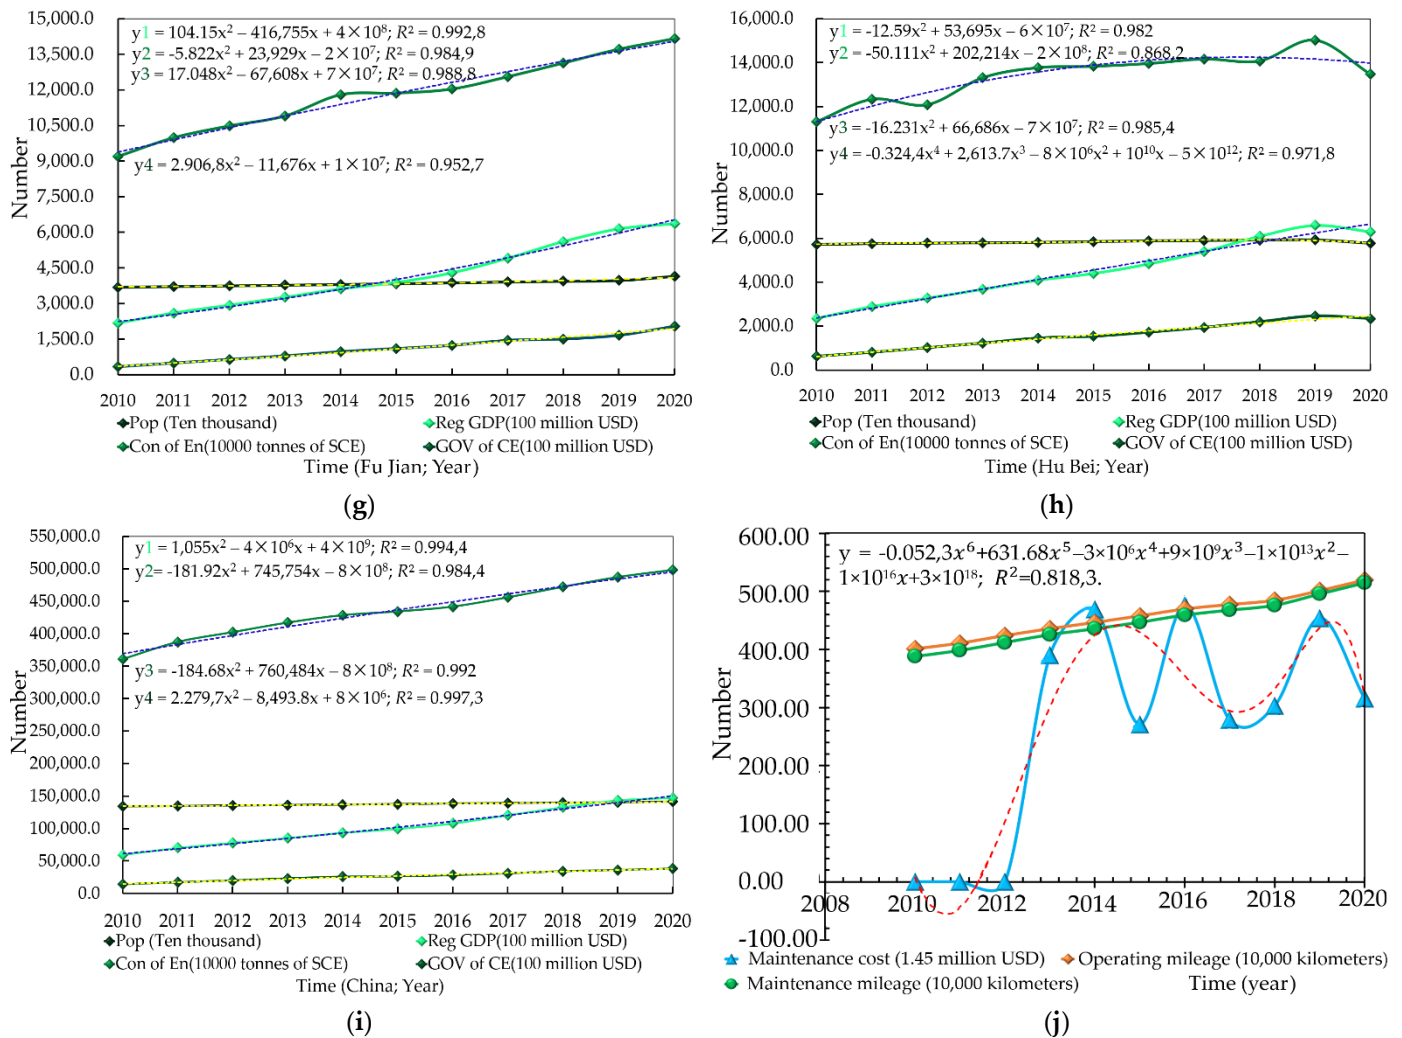 15,000.0
13,500.0
12,000.0
10,500.0
9,000.0
7,500.0
6,000.0
4,500.0
3,000.0
1,500.0
0.0
Number
y1 = 104.15x² – 416,755x + 4×10⁸; R² = 0.992,8
y2 = -5.822x² + 23,929x – 2×10⁷; R² = 0.984,9
y3 = 17.048x² – 67,608x + 7×10⁷; R² = 0.988,8
y4 = 2.906,8x² – 11,676x + 1×10⁷; R² = 0.952,7
2010 2011 2012 2013 2014 2015 2016 2017 2018 2019 2020
Pop (Ten thousand) Reg GDP(100 million USD)
Con of En(10000 tonnes of SCE) GOV of CE(100 million USD)
Time (Fu Jian; Year)
(g)
16,000.0
14,000.0
12,000.0
10,000.0
8,000.0
6,000.0
4,000.0
2,000.0
0.0
Number
y1 = -12.59x² + 53,695x – 6×10⁷; R² = 0.982
y2 = -50.111x² + 202,214x – 2×10⁸; R² = 0.868,2
y3 = -16.231x² + 66,686x – 7×10⁷; R² = 0.985,4
y4 = -0.324,4x⁴ + 2,613.7x³ – 8×10⁶x² + 10¹⁰x – 5×10¹²; R² = 0.971,8
2010 2011 2012 2013 2014 2015 2016 2017 2018 2019 2020
Pop (Ten thousand) Reg GDP(100 million USD)
Con of En(10000 tonnes of SCE) GOV of CE(100 million USD)
Time (Hu Bei; Year)
(h)
550,000.0
500,000.0
450,000.0
400,000.0
350,000.0
300,000.0
250,000.0
200,000.0
150,000.0
100,000.0
50,000.0
0.0
Number
y1 = 1,055x² – 4×10⁶x + 4×10⁹; R² = 0.994,4
y2= -181.92x² + 745,754x – 8×10⁸; R² = 0.984,4
y3 = -184.68x² + 760,484x – 8×10⁸; R² = 0.992
y4 = 2.279,7x² – 8,493.8x + 8×10⁶; R² = 0.997,3
2010 2011 2012 2013 2014 2015 2016 2017 2018 2019 2020
Pop (Ten thousand) Reg GDP(100 million USD)
Con of En(10000 tonnes of SCE) GOV of CE(100 million USD)
Time (China; Year)
(i)
600.00
500.00
400.00
300.00
200.00
100.00
0.00
-100.00
Number
y = -0.052,3x⁶+631.68x⁵–3×10⁶x⁴+9×10⁹x³–1×10¹³x²–
1×10¹⁶x+3×10¹⁸; R²=0.818,3.
2008 2010 2012 2014 2016 2018 2020
Maintenance cost (1.45 million USD) Operating mileage (10,000 kilometers)
Maintenance mileage (10,000 kilometers) Time (year)
(j)